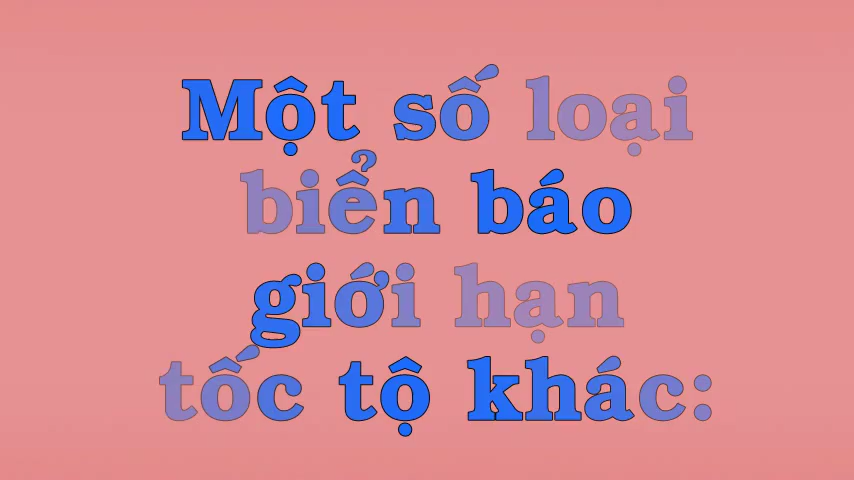 Một số loại
biển báo
giới hạn
tốc tộ khác: